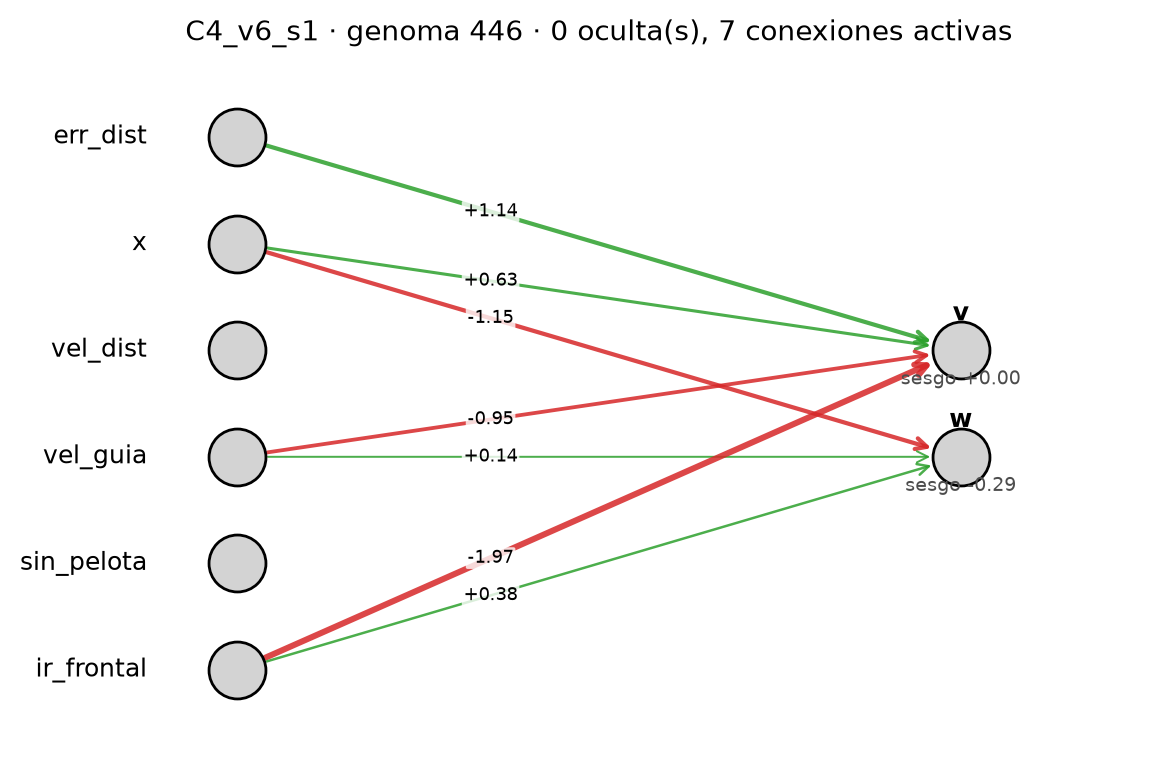 C4_v6_s1 · genoma 446 · 0 oculta(s), 7 conexiones activas
err_dist
+1.14
x
+0.63
-1.15
v
vel_dist
sesgo +0.00
-0.95
w
vel_guia
+0.14
sesgo -0.29
-1.97
sin_pelota
+0.38
ir_frontal